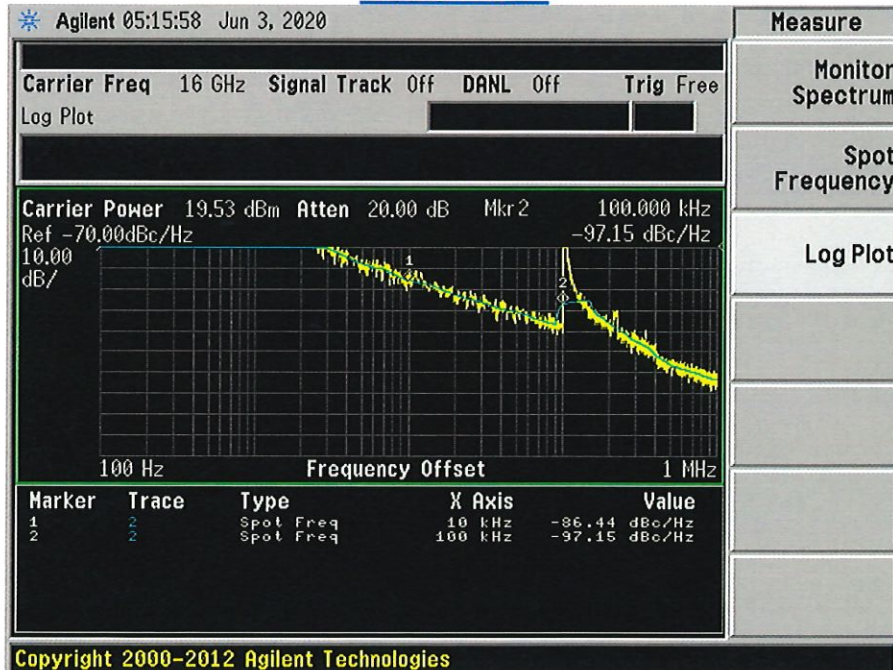 Agilent 05:15:58 Jun 3, 2020
Measure
Monitor
Spectrum
Spot
Frequency
Log Plot
Carrier Freq 16 GHz Signal Track Off DANL Off Trig Free
Log Plot
Carrier Power 19.53 dBm Atten 20.00 dB Mkr 2 100.000 kHz
Ref -70.00dBc/Hz -97.15 dBc/Hz
10.00
dB/
1
2
100 Hz Frequency Offset 1 MHz
Marker Trace Type X Axis Value
1 2 Spot Freq 10 kHz -86.44 dBc/Hz
2 2 Spot Freq 100 kHz -97.15 dBc/Hz
Copyright 2000-2012 Agilent Technologies